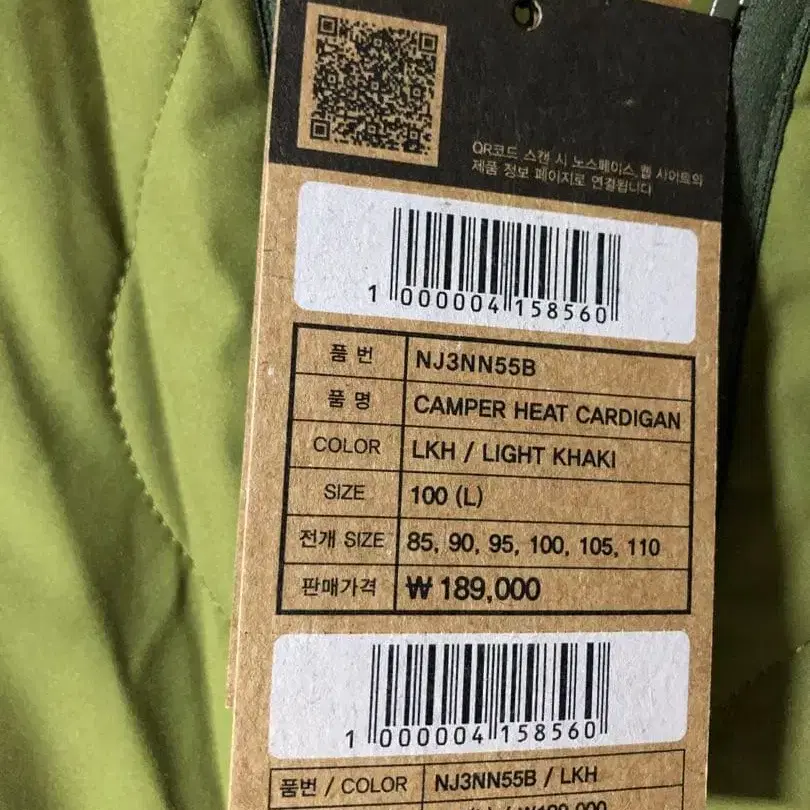 QR코드 스캔 시 노스페이스 웹 사이트의
제품 정보 페이지로 연결됩니다
1 000004 158560
품 번 NJ3NN55B
품 명 CAMPER HEAT CARDIGAN
COLOR LKH / LIGHT KHAKI
SIZE 100 (L)
전개 SIZE 85, 90, 95, 100, 105, 110
판매가격 ₩ 189,000
1 000004 158560
품번 / COLOR NJ3NN55B / LKH
/ ₩189,000